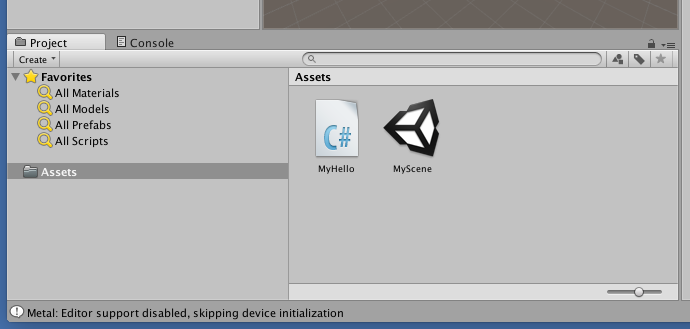 Project
Console
Create
Favorites
All Materials
All Models
All Prefabs
All Scripts
Assets
Assets
C#
MyHello
MyScene
Metal: Editor support disabled, skipping device initialization